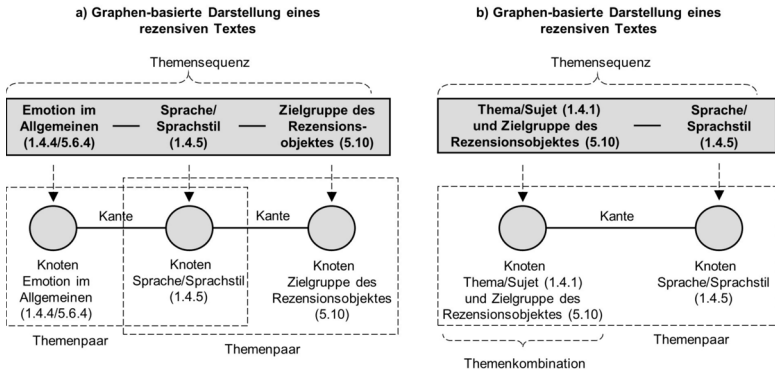 a) Graphen-basierte Darstellung eines
rezensiven Textes
Themensequenz
Emotion im
Allgemeinen
(1.4.4/5.6.4)
Sprache/
Sprachstil
(1.4.5)
Zielgruppe des
Rezensions-
objektes (5.10)
Kante
Kante
Knoten
Emotion im
Allgemeinen
(1.4.4/5.6.4)
Knoten
Sprache/Sprachstil
(1.4.5)
Knoten
Zielgruppe des
Rezensionsobjektes
(5.10)
Themenpaar
Themenpaar
b) Graphen-basierte Darstellung eines
rezensiven Textes
Themensequenz
Thema/Sujet (1.4.1)
und Zielgruppe des
Rezensionsobjektes (5.10)
Sprache/
Sprachstil
(1.4.5)
Kante
Knoten
Thema/Sujet (1.4.1)
und Zielgruppe des
Rezensionsobjektes
(5.10)
Knoten
Sprache/Sprachstil
(1.4.5)
Themenpaar
Themenkombination